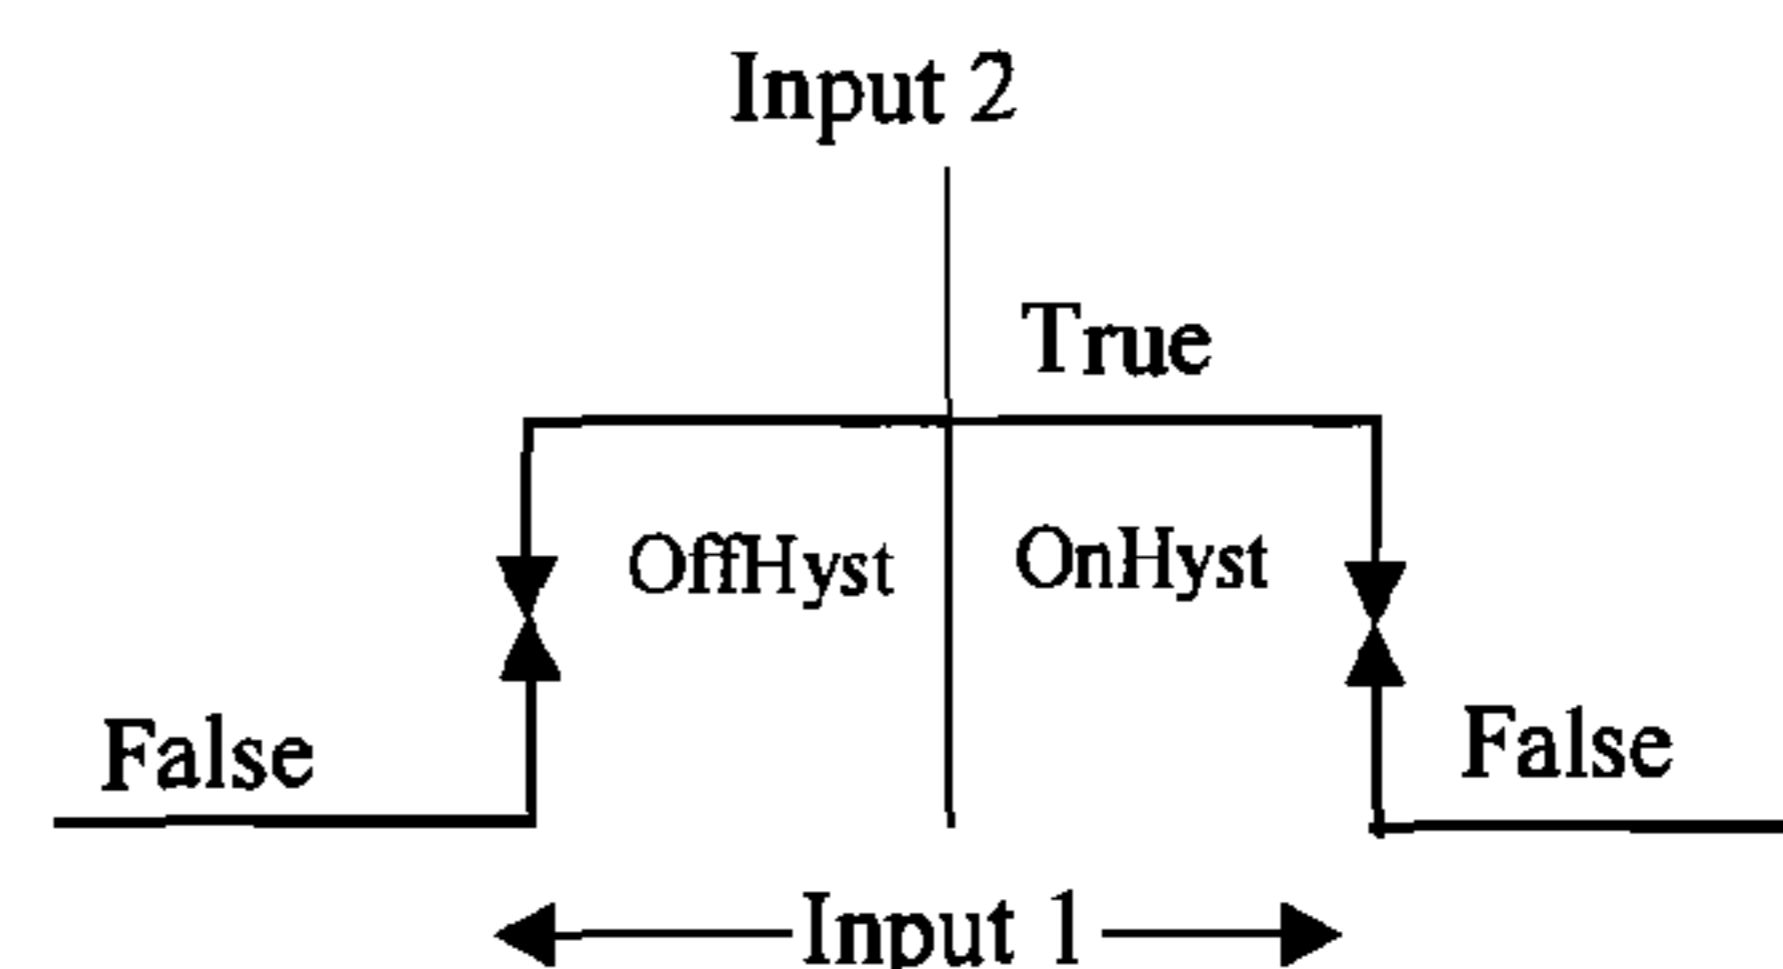 Input 2
True
OffHyst OnHyst
False False
Input 1